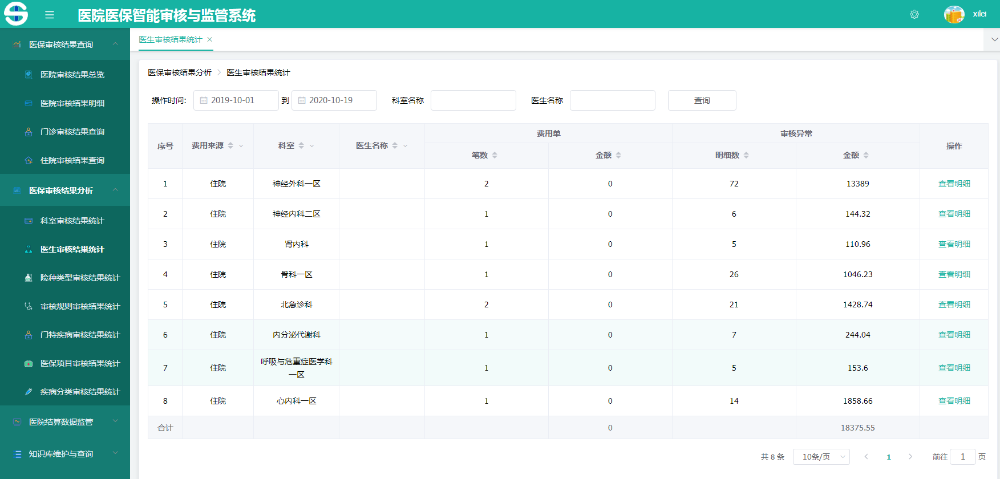 医院医保智能审核与监管系统
xilei
医保审核结果查询
医院审核结果总览
医院审核结果明细
门诊审核结果查询
住院审核结果查询
医保审核结果分析
科室审核结果统计
医生审核结果统计
险种类型审核结果统计
审核规则审核结果统计
门特疾病审核结果统计
医保项目审核结果统计
疾病分类审核结果统计
医院结算数据监管
知识库维护与查询
医生审核结果统计
医保审核结果分析 医生审核结果统计
操作时间: 2019-10-01 到 2020-10-19 科室名称 医生名称 查询
序号 费用来源 科室 医生名称 费用单 审核异常 操作
笔数 金额 明细数 金额
1 住院 神经外科一区 2 0 72 13389 查看明细
2 住院 神经内科二区 1 0 6 144.32 查看明细
3 住院 肾内科 1 0 5 110.96 查看明细
4 住院 骨科一区 1 0 26 1046.23 查看明细
5 住院 北急诊科 2 0 21 1428.74 查看明细
6 住院 内分泌代谢科 1 0 7 244.04 查看明细
7 住院 呼吸与危重症医学科 1 0 5 153.6 查看明细
一区
8 住院 心内科一区 1 0 14 1858.66 查看明细
合计 0 18375.55
共 8 条 10条/页 1 前往 1 页